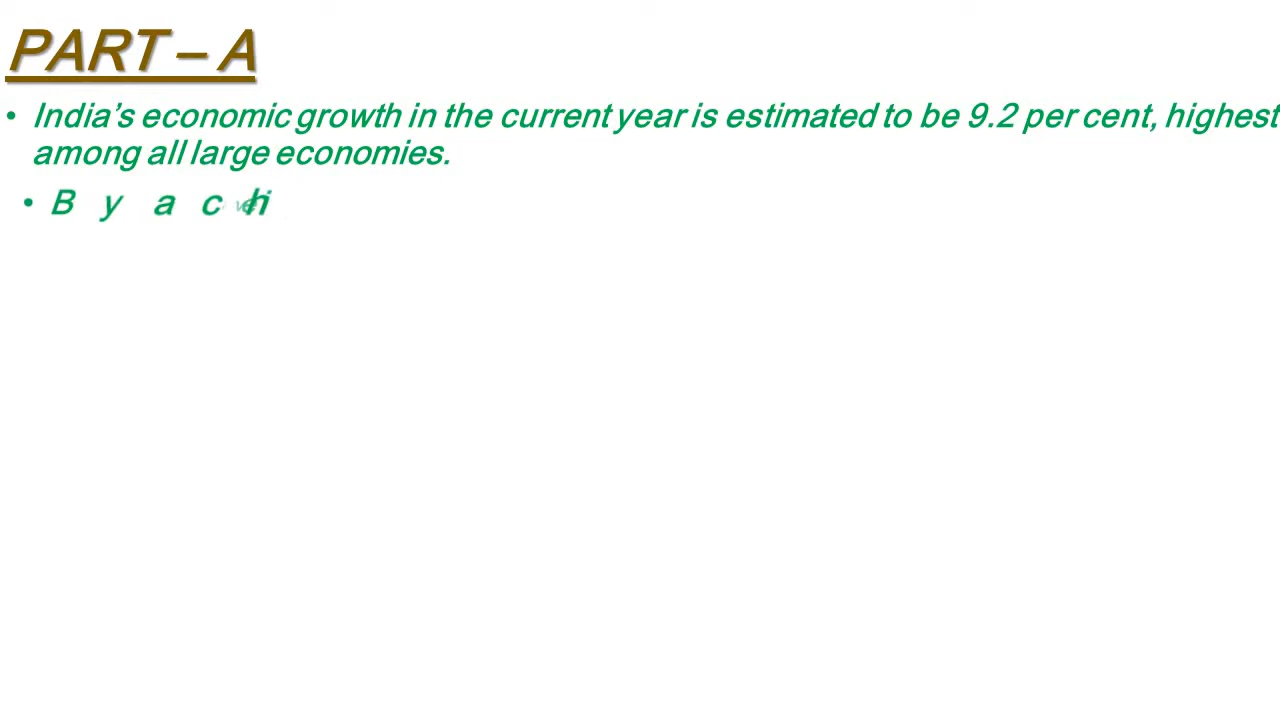 PART – A
• India's economic growth in the current year is estimated to be 9.2 per cent, highest
among all large economies.
• B y a c h i